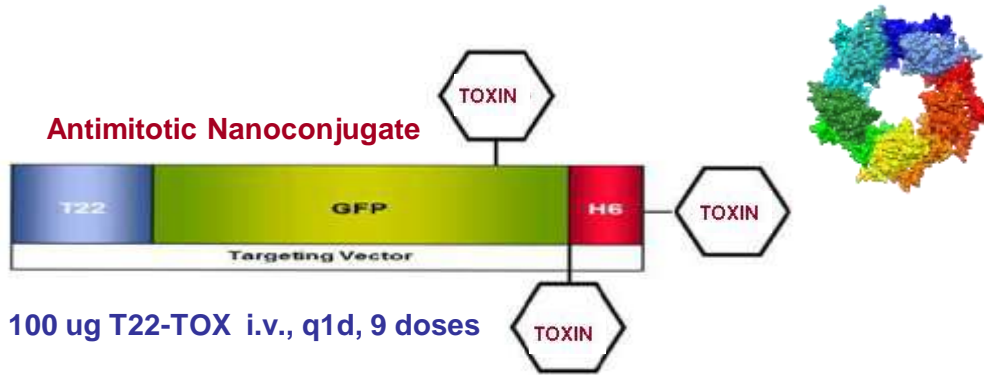 TOXIN
Antimitotic Nanoconjugate
T22 GFP H6
TOXIN
Targeting Vector
TOXIN
100 ug T22-TOX i.v., q1d, 9 doses